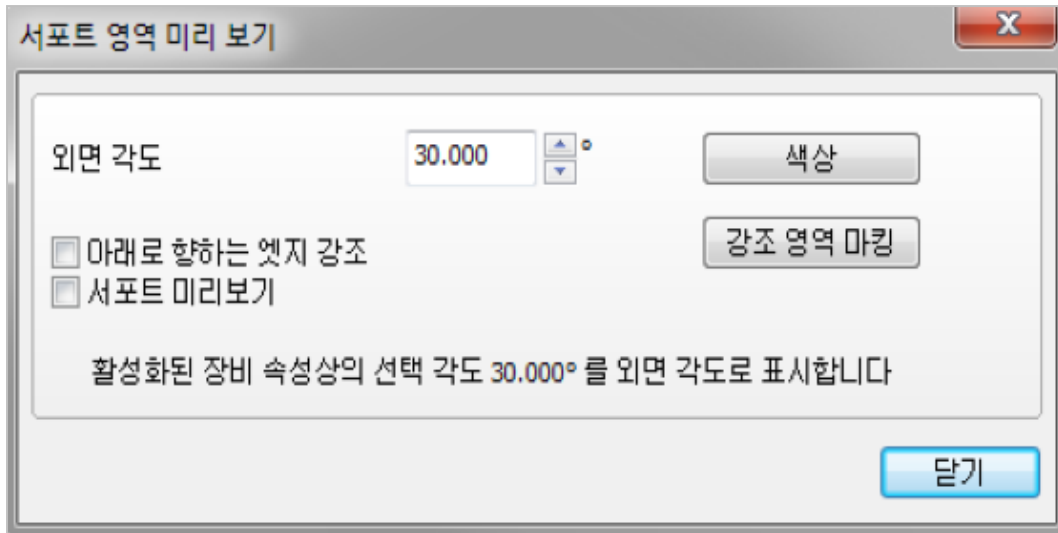 서포트 영역 미리 보기
x
외면 각도 30.000 ° 색상
아래로 향하는 엣지 강조 강조 영역 마킹
서포트 미리보기
활성화된 장비 속성상의 선택 각도 30.000° 를 외면 각도로 표시합니다
닫기